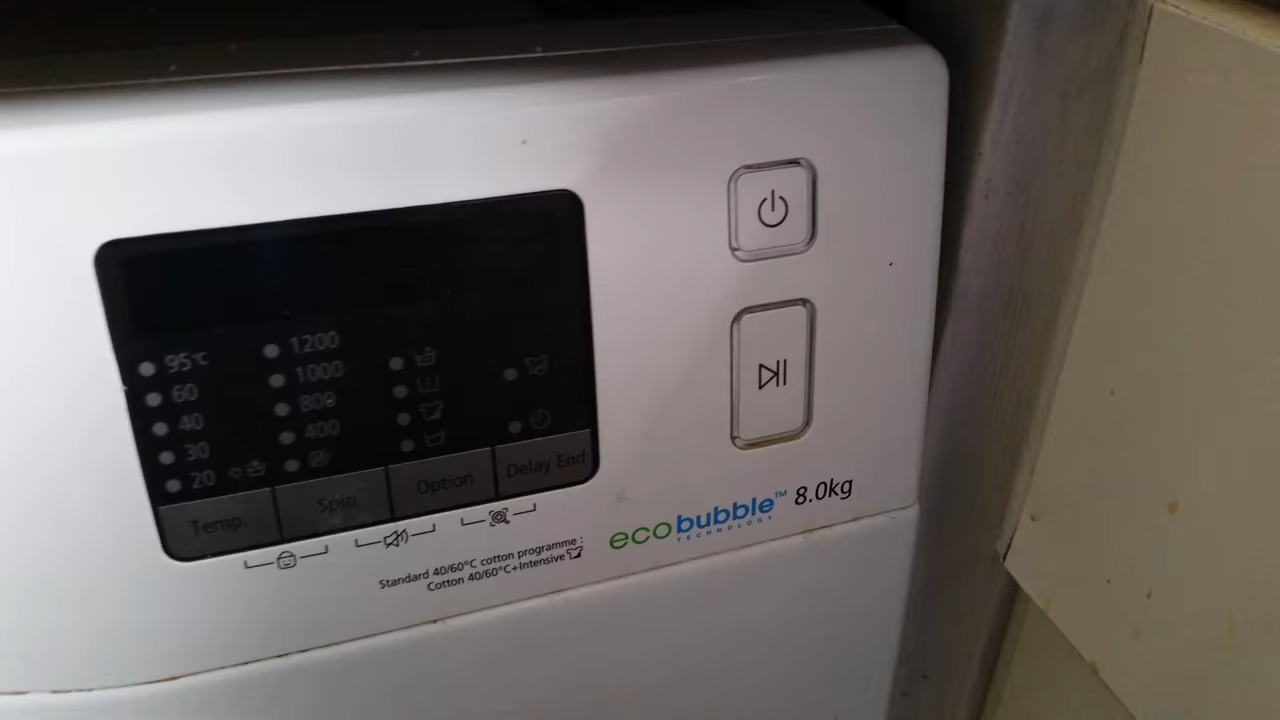 95℃
60
40
30
20
1200
1000
800
400
Temp.
Spin
Option
Delay End
Standard 40/60°C cotton programme :
Cotton 40/60°C+Intensive
ecobubble™ 8.0kg
TECHNOLOGY